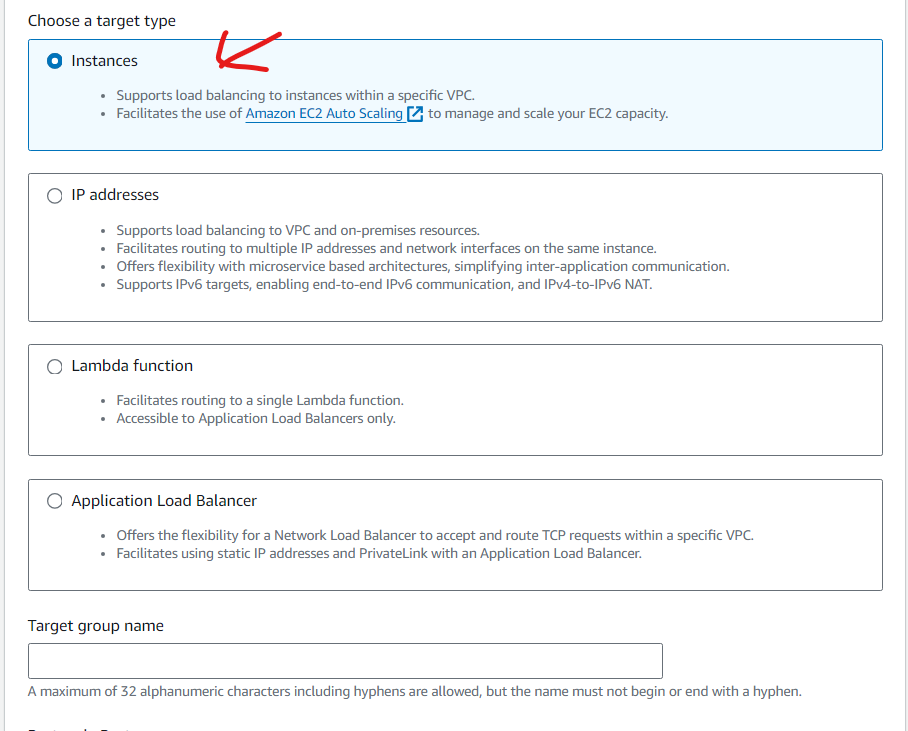 Choose a target type
Instances
Supports load balancing to instances within a specific VPC.
Facilitates the use of Amazon EC2 Auto Scaling to manage and scale your EC2 capacity.
IP addresses
Supports load balancing to VPC and on-premises resources.
Facilitates routing to multiple IP addresses and network interfaces on the same instance.
Offers flexibility with microservice based architectures, simplifying inter-application communication.
Supports IPv6 targets, enabling end-to-end IPv6 communication, and IPv4-to-IPv6 NAT.
Lambda function
Facilitates routing to a single Lambda function.
Accessible to Application Load Balancers only.
Application Load Balancer
Offers the flexibility for a Network Load Balancer to accept and route TCP requests within a specific VPC.
Facilitates using static IP addresses and PrivateLink with an Application Load Balancer.
Target group name
A maximum of 32 alphanumeric characters including hyphens are allowed, but the name must not begin or end with a hyphen.